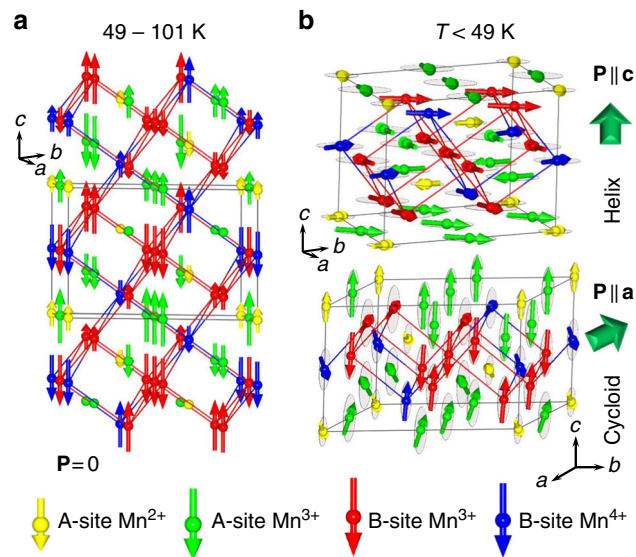 a
49 – 101 K
c
b
a
P = 0
b
T < 49 K
P || c
Helix
c
b
a
P || a
Cycloid
c
a
b
A-site Mn²⁺
A-site Mn³⁺
B-site Mn³⁺
B-site Mn⁴⁺